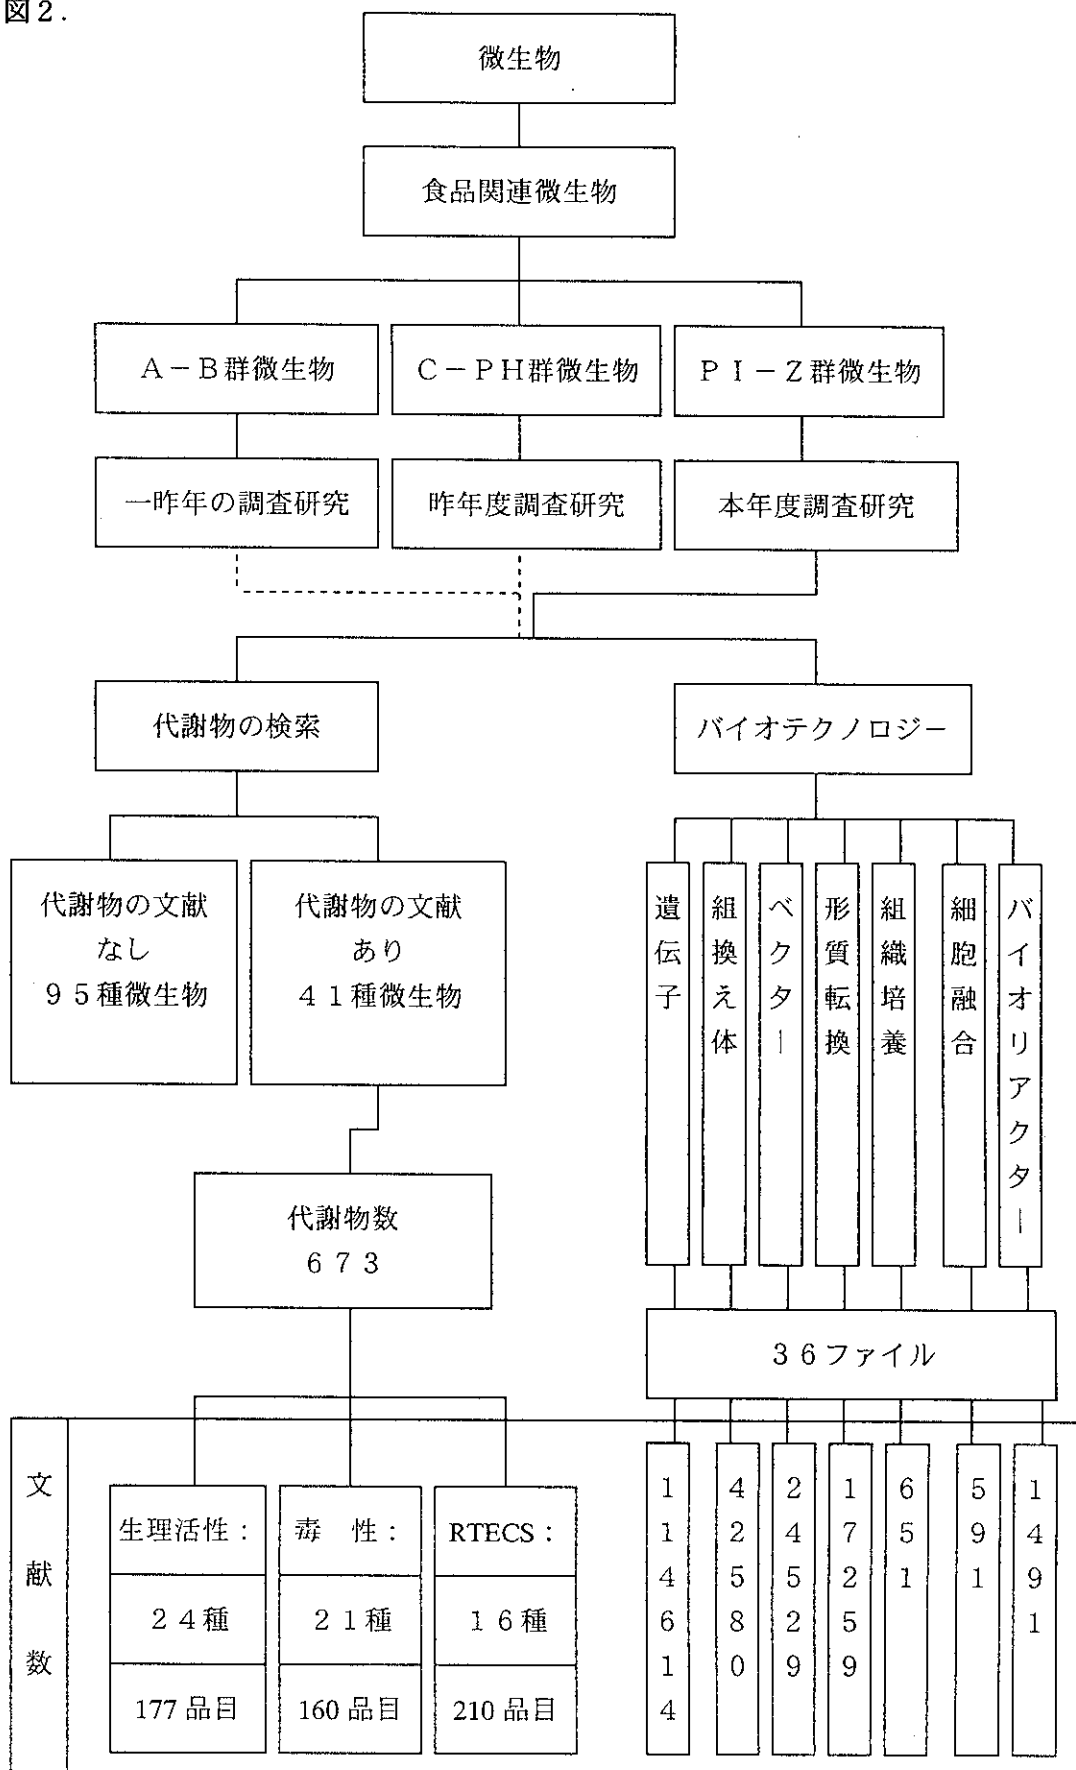 図2.
微生物
食品関連微生物
A-B群微生物
C-PH群微生物
PI-Z群微生物
一昨年の調査研究
昨年度調査研究
本年度調査研究
代謝物の検索
バイオテクノロジー
代謝物の文献
なし
95種微生物
代謝物の文献
あり
41種微生物
遺伝子
組換え体
ベクター
形質転換
組織培養
細胞融合
バイオリアクター
代謝物数
673
36ファイル
文献数
生理活性:
24種
177品目
毒 性:
21種
160品目
RTECS:
16種
210品目
114614
42580
24529
17259
651
591
1491